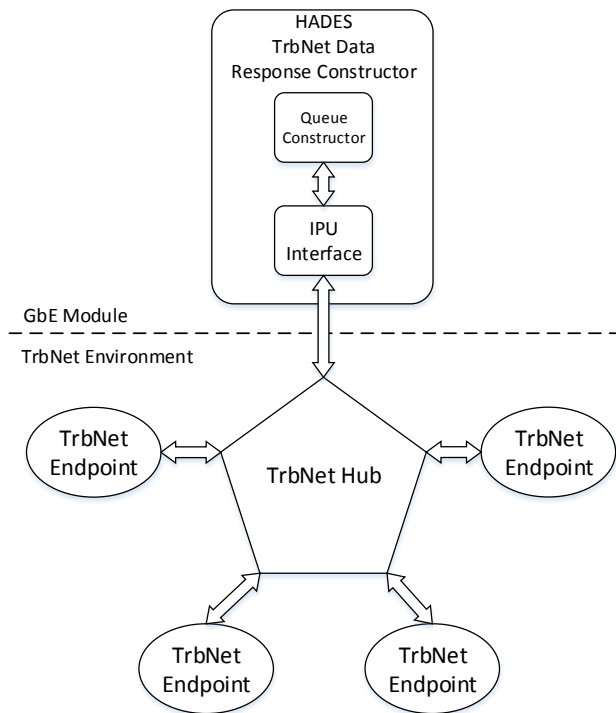 HADES
TrbNet Data
Response Constructor
Queue
Constructor
IPU
Interface
GbE Module
TrbNet Environment
TrbNet
Endpoint
TrbNet Hub
TrbNet
Endpoint
TrbNet
Endpoint
TrbNet
Endpoint